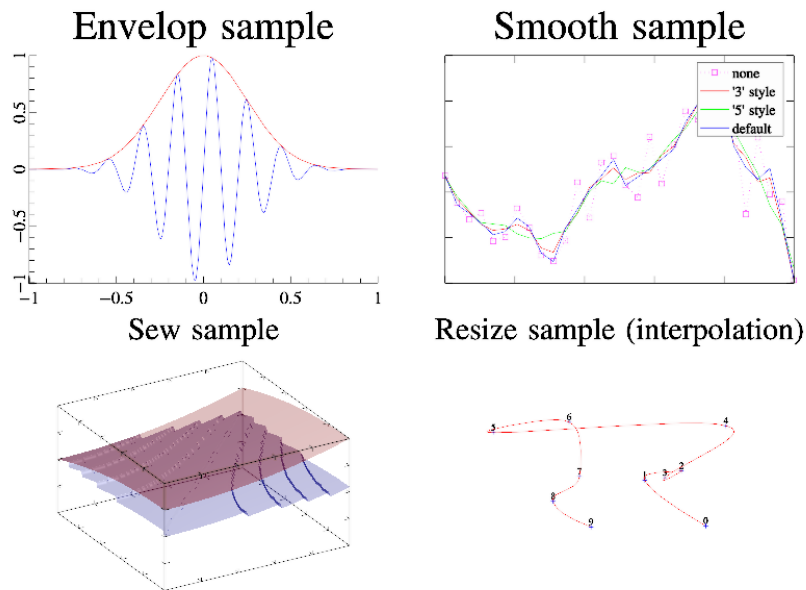 Envelop sample
Smooth sample
1
0.5
0
−0.5
−1
−1
−0.5
0
0.5
1
none
'3' style
'5' style
default
Sew sample
Resize sample (interpolation)
6
5
4
7
1
3
2
8
9
0